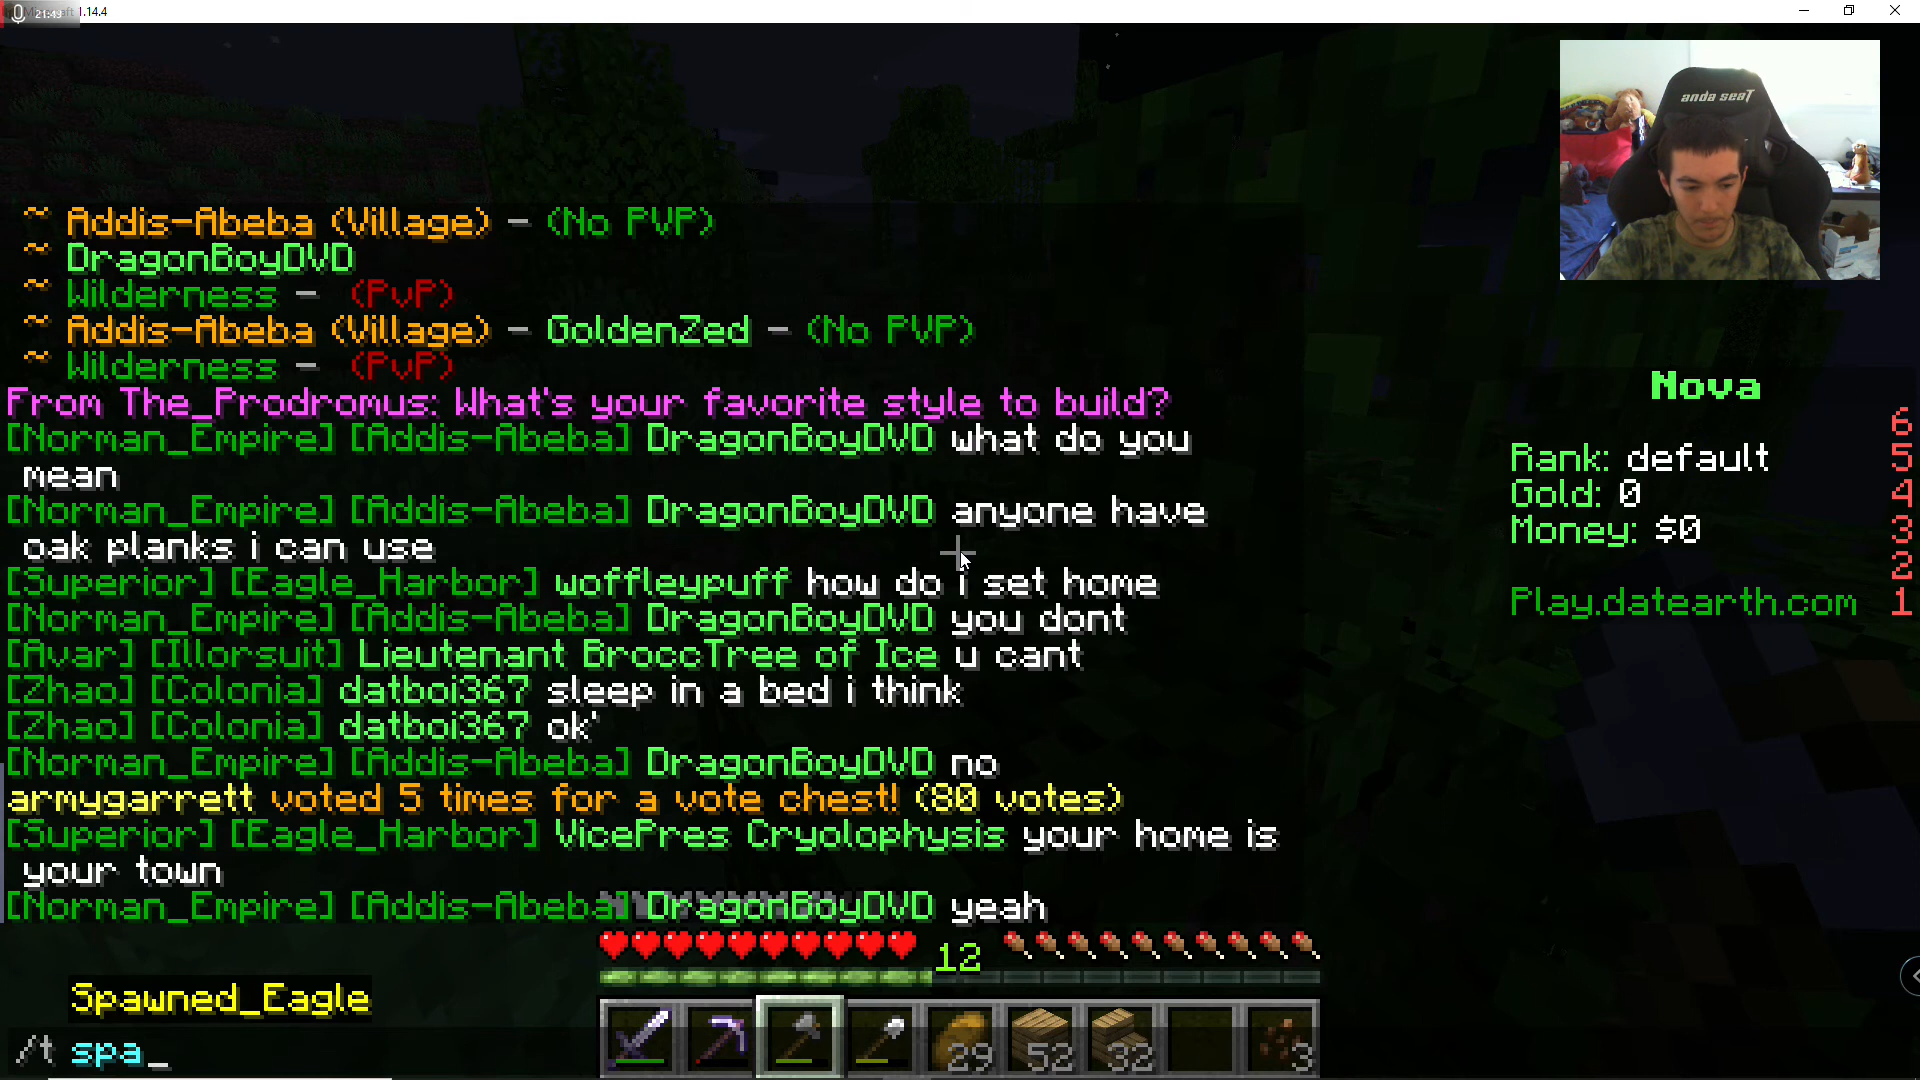 21:49
1.14.4
anda seaT
~ Addis-Abeba (Village) - (No PVP)
~ DragonBoyDVD
~ Wilderness - (PvP)
~ Addis-Abeba (Village) - GoldenZed - (No PVP)
~ Wilderness - (PvP)
From The_Prodromus: What's your favorite style to build?
[Norman_Empire] [Addis-Abeba] DragonBoyDVD what do you
mean
[Norman_Empire] [Addis-Abeba] DragonBoyDVD anyone have
oak planks i can use
[Superior] [Eagle_Harbor] woffleypuff how do i set home
[Norman_Empire] [Addis-Abeba] DragonBoyDVD you dont
[Avar] [Illorsuit] Lieutenant BroccTree of Ice u cant
[Zhao] [Colonia] datboi367 sleep in a bed i think
[Zhao] [Colonia] datboi367 ok'
[Norman_Empire] [Addis-Abeba] DragonBoyDVD no
armygarrett voted 5 times for a vote chest! (80 votes)
[Superior] [Eagle_Harbor] VicePres Cryolophysis your home is
your town
[Norman_Empire] [Addis-Abeba] DragonBoyDVD yeah
Nova
6
Rank: default 5
Gold: 0 4
Money: $0 3
2
Play.datearth.com 1
12
Spawned_Eagle
/t spa_
29 52 32 3